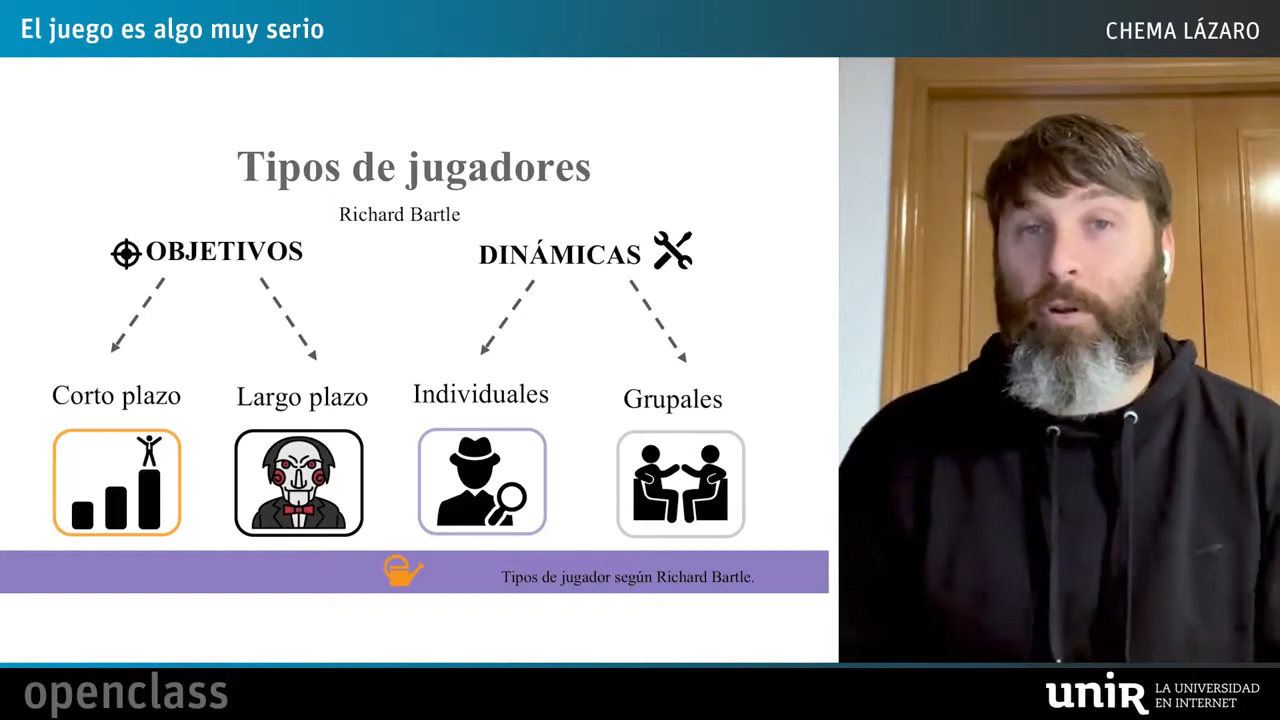 El juego es algo muy serio
CHEMA LÁZARO
Tipos de jugadores
Richard Bartle
OBJETIVOS
DINÁMICAS
Corto plazo
Largo plazo
Individuales
Grupales
Tipos de jugador según Richard Bartle.
openclass
unir
LA UNIVERSIDAD
EN INTERNET